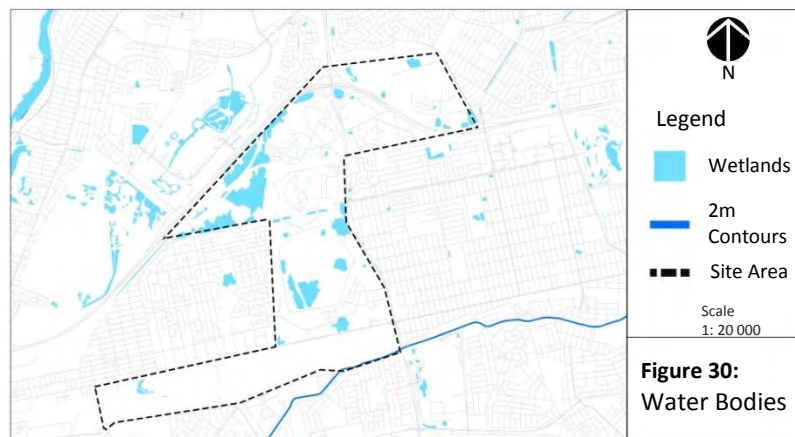 N
Legend
Wetlands
2m
Contours
Site Area
Scale
1: 20 000
Figure 30:
Water Bodies